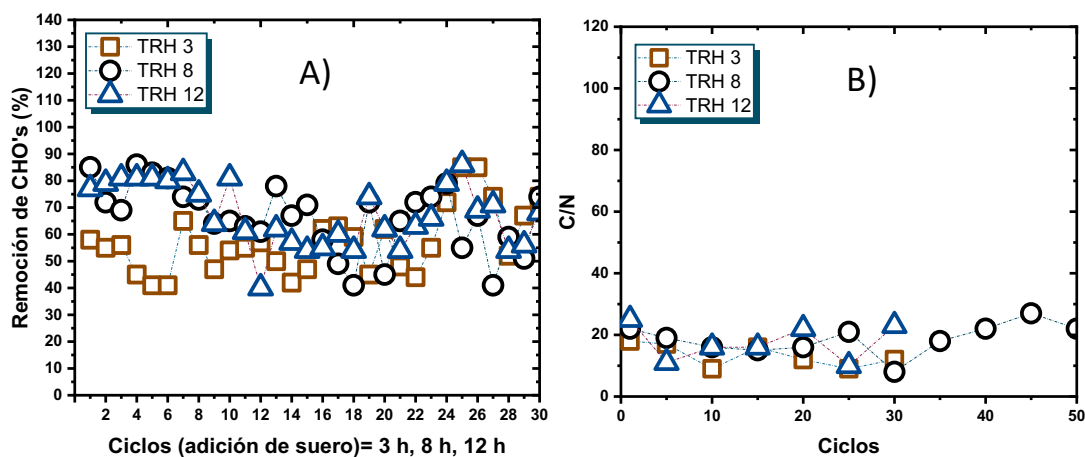 Remoción de CHO's (%)
140
130
120
110
100
90
80
70
60
50
40
30
20
10
0
TRH 3
TRH 8
TRH 12
A)
0 2 4 6 8 10 12 14 16 18 20 22 24 26 28 30
Ciclos (adición de suero)= 3 h, 8 h, 12 h
C/N
120
100
80
60
40
20
0
TRH 3
TRH 8
TRH 12
B)
0 10 20 30 40 50
Ciclos